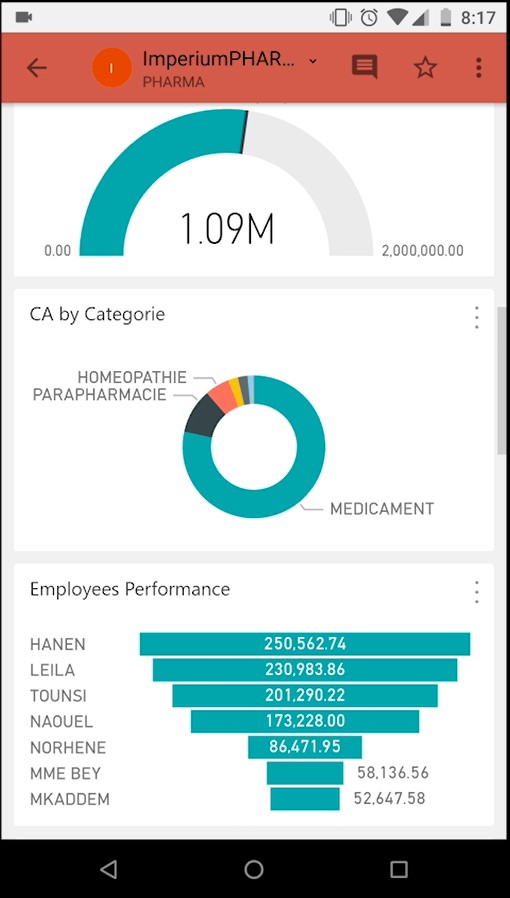 8:17
I
ImperiumPHAR...
PHARMA
1.09M
0.00
2,000,000.00
CA by Categorie
HOMEOPATHIE
PARAPHARMACIE
MEDICAMENT
Employees Performance
HANEN 250,562.74
LEILA 230,983.86
TOUNSI 201,290.22
NAOUEL 173,228.00
NORHENE 86,471.95
MME BEY 58,136.56
MKADDEM 52,647.58